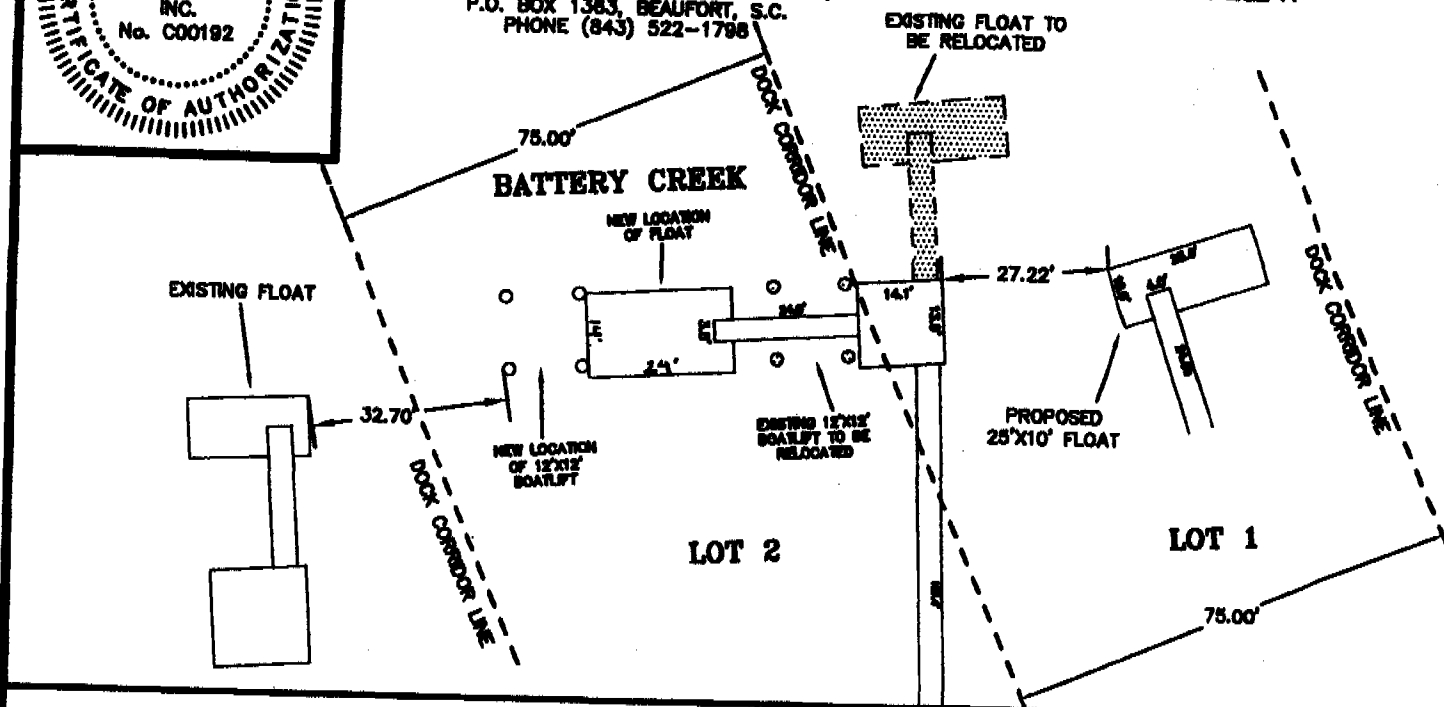 INC.
No. C00192
CERTIFICATE OF AUTHORIZATI
P.O. BOX 1363, BEAUFORT, S.C.
PHONE (843) 522-1798
EXISTING FLOAT TO
BE RELOCATED
75.00'
DOCK CORRIDOR LINE
BATTERY CREEK
NEW LOCATION
OF FLOAT
EXISTING FLOAT
27.22'
14.1'
DOCK CORRIDOR LINE
32.70'
NEW LOCATION
OF 12'X12'
BOATLIFT
EXISTING 12'X12'
BOATLIFT TO BE
RELOCATED
PROPOSED
25'X10' FLOAT
DOCK CORRIDOR LINE
LOT 2
LOT 1
75.00'